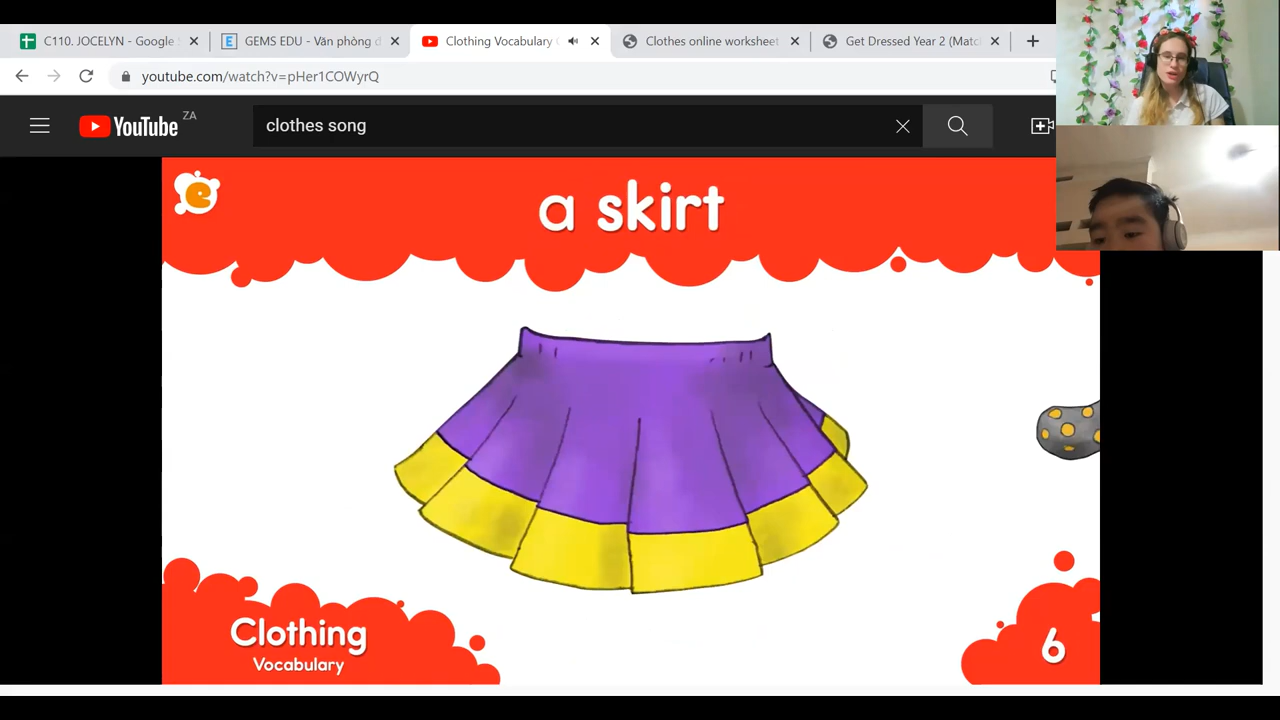 C110. JOCELYN - Google
GEMS EDU - Văn phòng
Clothing Vocabulary
Clothes online worksheet
Get Dressed Year 2 (Matc
youtube.com/watch?v=pHer1COWyrQ
YouTube ZA
clothes song
a skirt
Clothing
Vocabulary
6